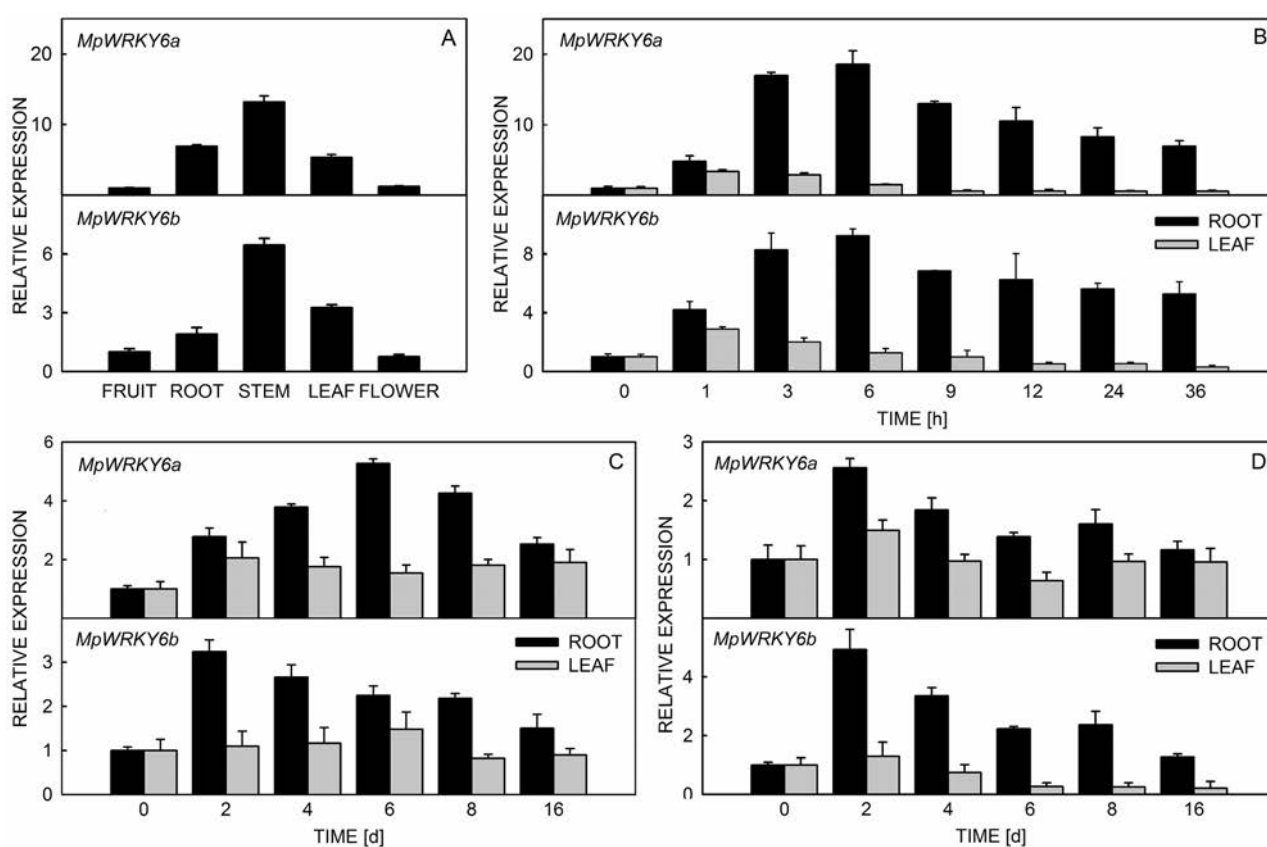 MpWRKY6a A
20
10
RELATIVE EXPRESSION
MpWRKY6b
6
3
0
FRUIT ROOT STEM LEAF FLOWER
MpWRKY6a B
20
10
RELATIVE EXPRESSION
MpWRKY6b
ROOT
LEAF
8
4
0
0 1 3 6 9 12 24 36
TIME [h]
MpWRKY6a C
6
4
2
RELATIVE EXPRESSION
MpWRKY6b
ROOT
LEAF
3
2
1
0
0 2 4 6 8 16
TIME [d]
MpWRKY6a D
3
2
1
RELATIVE EXPRESSION
MpWRKY6b
ROOT
LEAF
4
2
0
0 2 4 6 8 16
TIME [d]